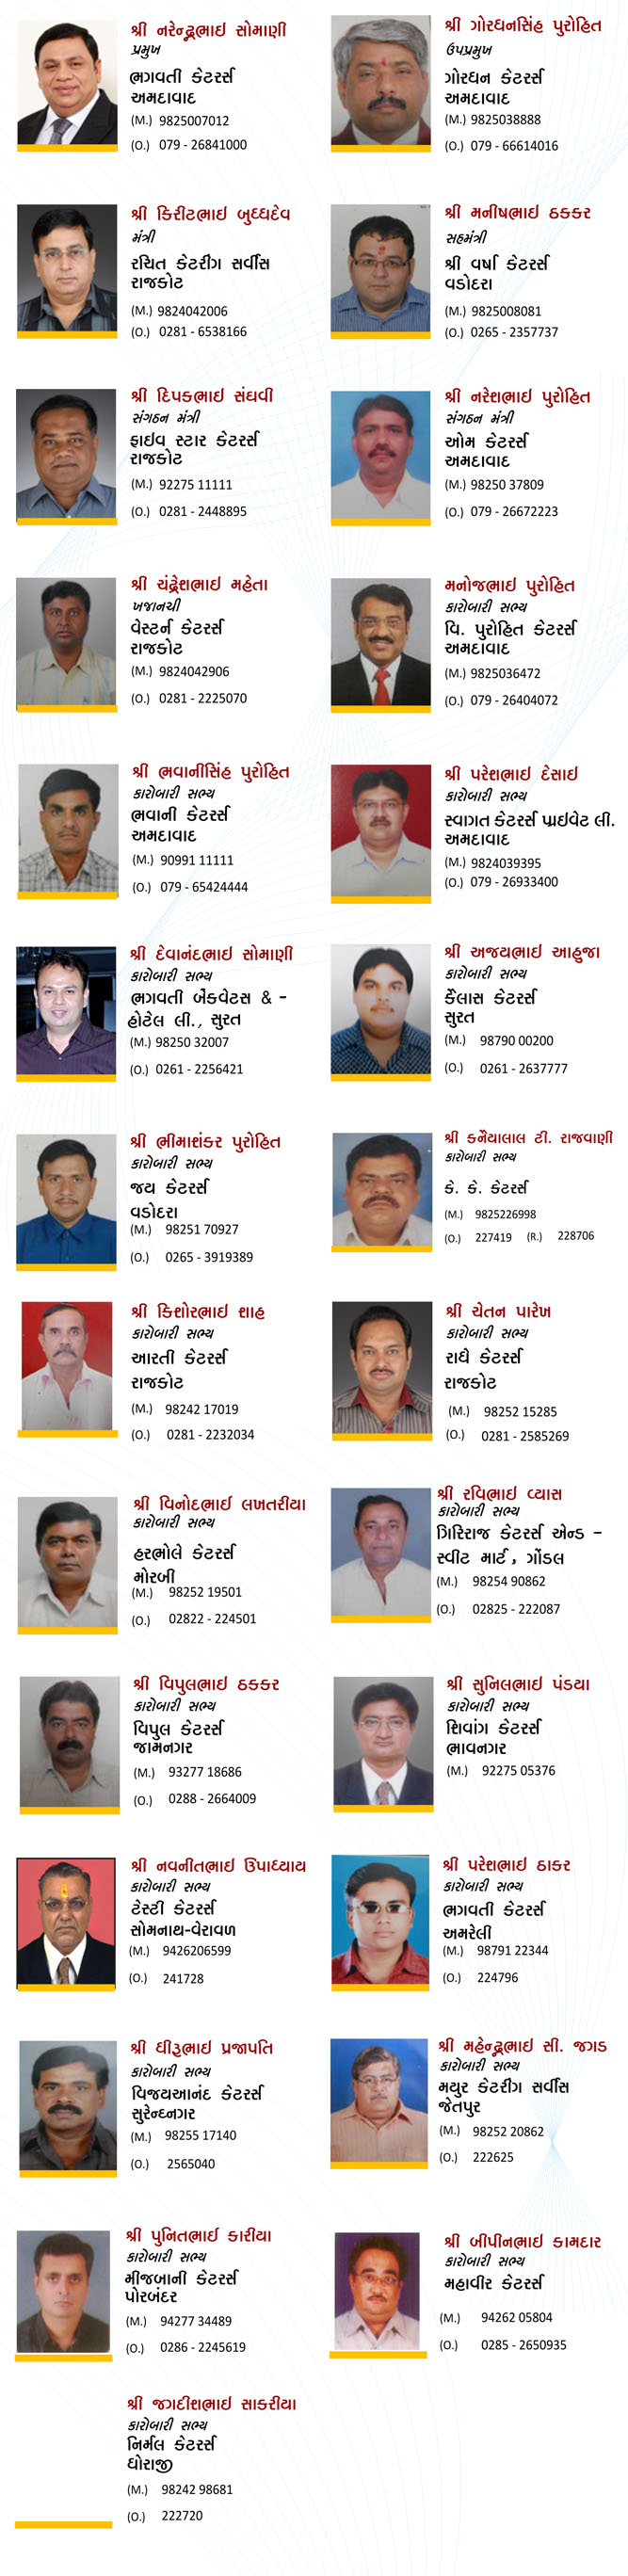 શ્રી નરેન્દ્રભાઈ સોમાણી
પ્રમુખ
ભગવતી કેટરર્સ
અમદાવાદ
(M.) 9825007012
(O.) 079 - 26841000
શ્રી ગોરધનસિંહ પુરોહિત
ઉપપ્રમુખ
ગોરધન કેટરર્સ
અમદાવાદ
(M.) 9825038888
(O.) 079 - 66614016
શ્રી કિરીટભાઈ બુધ્ધદેવ
મંત્રી
રચિત કેટરીંગ સર્વીસ
રાજકોટ
(M.) 9824042006
(O.) 0281 - 6538166
શ્રી મનીષભાઈ ઠકકર
સહમંત્રી
શ્રી વર્ષા કેટરર્સ
વડોદરા
(M.) 9825008081
(O.) 0265 - 2357737
શ્રી દિપકભાઈ સંઘવી
સંગઠન મંત્રી
ફાઈવ સ્ટાર કેટરર્સ
રાજકોટ
(M.) 92275 11111
(O.) 0281 - 2448895
શ્રી નરેશભાઈ પુરોહિત
સંગઠન મંત્રી
ઓમ કેટરર્સ
અમદાવાદ
(M.) 98250 37809
(O.) 079 - 26672223
શ્રી ચંદ્રેશભાઈ મહેતા
ખજાનચી
વેસ્ટર્ન કેટરર્સ
રાજકોટ
(M.) 9824042906
(O.) 0281 - 2225070
મનોજભાઈ પુરોહિત
કારોબારી સભ્ય
વિ. પુરોહિત કેટરર્સ
અમદાવાદ
(M.) 9825036472
(O.) 079 - 26404072
શ્રી ભવાનીસિંહ પુરોહિત
કારોબારી સભ્ય
ભવાની કેટરર્સ
અમદાવાદ
(M.) 90991 11111
(O.) 079 - 65424444
શ્રી પરેશભાઈ દેસાઈ
કારોબારી સભ્ય
સ્વાગત કેટરર્સ પ્રાઈવેટ લી.
અમદાવાદ
(M.) 9824039395
(O.) 079 - 26933400
શ્રી દેવાનંદભાઈ સોમાણી
કારોબારી સભ્ય
ભગવતી બેંકવેટસ & -
હોટેલ લી., સુરત
(M.) 98250 32007
(O.) 0261 - 2256421
શ્રી અજયભાઈ આહુજા
કારોબારી સભ્ય
કૈલાસ કેટરર્સ
સુરત
(M.) 98790 00200
(O.) 0261 - 2637777
શ્રી ભીમાશંકર પુરોહિત
કારોબારી સભ્ય
જય કેટરર્સ
વડોદરા
(M.) 98251 70927
(O.) 0265 - 3919389
શ્રી કનૈયાલાલ ટી. રાજવાણી
કારોબારી સભ્ય
કે. કે. કેટરર્સ
(M.) 9825226998
(O.) 227419 (R.) 228706
શ્રી કિશોરભાઈ શાહ
કારોબારી સભ્ય
આરતી કેટરર્સ
રાજકોટ
(M.) 98242 17019
(O.) 0281 - 2232034
શ્રી ચેતન પારેખ
કારોબારી સભ્ય
રાધે કેટરર્સ
રાજકોટ
(M.) 98252 15285
(O.) 0281 - 2585269
શ્રી વિનોદભાઈ લખતરીયા
કારોબારી સભ્ય
હરભોલે કેટરર્સ
મોરબી
(M.) 98252 19501
(O.) 02822 - 224501
શ્રી રવિભાઈ વ્યાસ
કારોબારી સભ્ય
ગિરિરાજ કેટરર્સ એન્ડ -
સ્વીટ માર્ટ, ગોંડલ
(M.) 98254 90862
(O.) 02825 - 222087
શ્રી વિપુલભાઈ ઠકકર
કારોબારી સભ્ય
વિપુલ કેટરર્સ
જામનગર
(M.) 93277 18686
(O.) 0288 - 2664009
શ્રી સુનિલભાઈ પંડયા
કારોબારી સભ્ય
શિવાંગ કેટરર્સ
ભાવનગર
(M.) 92275 05376
શ્રી નવનીતભાઈ ઉપાધ્યાય
કારોબારી સભ્ય
ટેસ્ટી કેટરર્સ
સોમનાથ-વેરાવળ
(M.) 9426206599
(O.) 241728
શ્રી પરેશભાઈ ઠાકર
કારોબારી સભ્ય
ભગવતી કેટરર્સ
અમરેલી
(M.) 98791 22344
(O.) 224796
શ્રી ધીરૂભાઈ પ્રજાપતિ
કારોબારી સભ્ય
વિજયઆનંદ કેટરર્સ
સુરેન્દ્નગર
(M.) 98255 17140
(O.) 2565040
શ્રી મહેન્દ્રભાઈ સી. જગડ
કારોબારી સભ્ય
મયુર કેટરીંગ સર્વીસ
જેતપુર
(M.) 98252 20862
(O.) 222625
શ્રી પુનિતભાઈ કારીયા
કારોબારી સભ્ય
મીજબાની કેટરર્સ
પોરબંદર
(M.) 94277 34489
(O.) 0286 - 2245619
શ્રી બીપીનભાઈ કામદાર
કારોબારી સભ્ય
મહાવીર કેટરર્સ
(M.) 94262 05804
(O.) 0285 - 2650935
શ્રી જગદીશભાઈ સાકરીયા
કારોબારી સભ્ય
નિર્મલ કેટરર્સ
ધોરાજી
(M.) 98242 98681
(O.) 222720